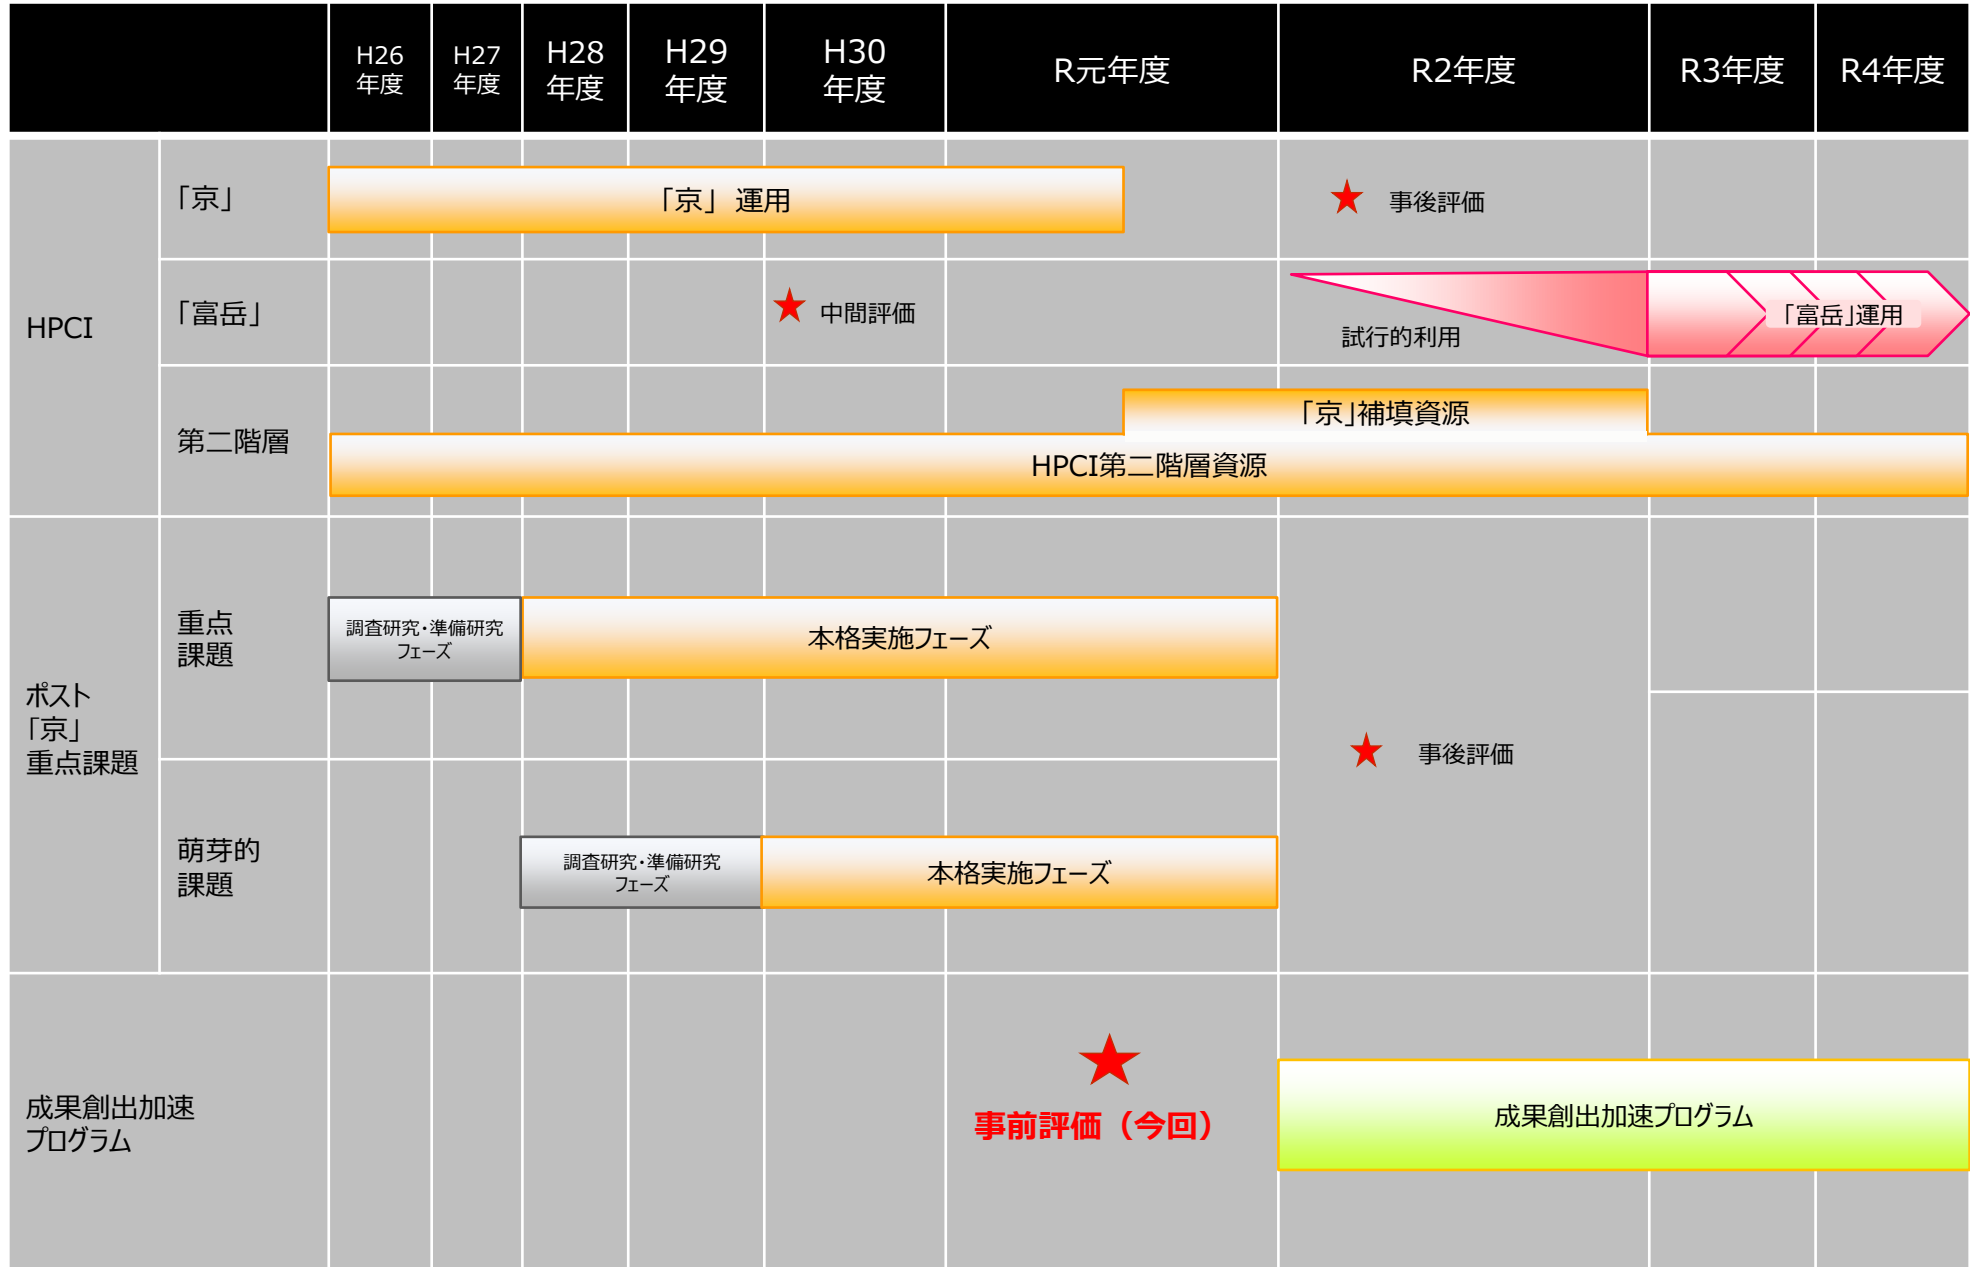 H26
年度
H27
年度
H28
年度
H29
年度
H30
年度
R元年度
R2年度
R3年度
R4年度
HPCI
「京」
「京」 運用
事後評価
「富岳」
中間評価
試行的利用
「富岳」運用
第二階層
「京」補填資源
HPCI第二階層資源
ポスト
「京」
重点課題
重点
課題
調査研究・準備研究
フェーズ
本格実施フェーズ
事後評価
萌芽的
課題
調査研究・準備研究
フェーズ
本格実施フェーズ
成果創出加速
プログラム
事前評価（今回）
成果創出加速プログラム